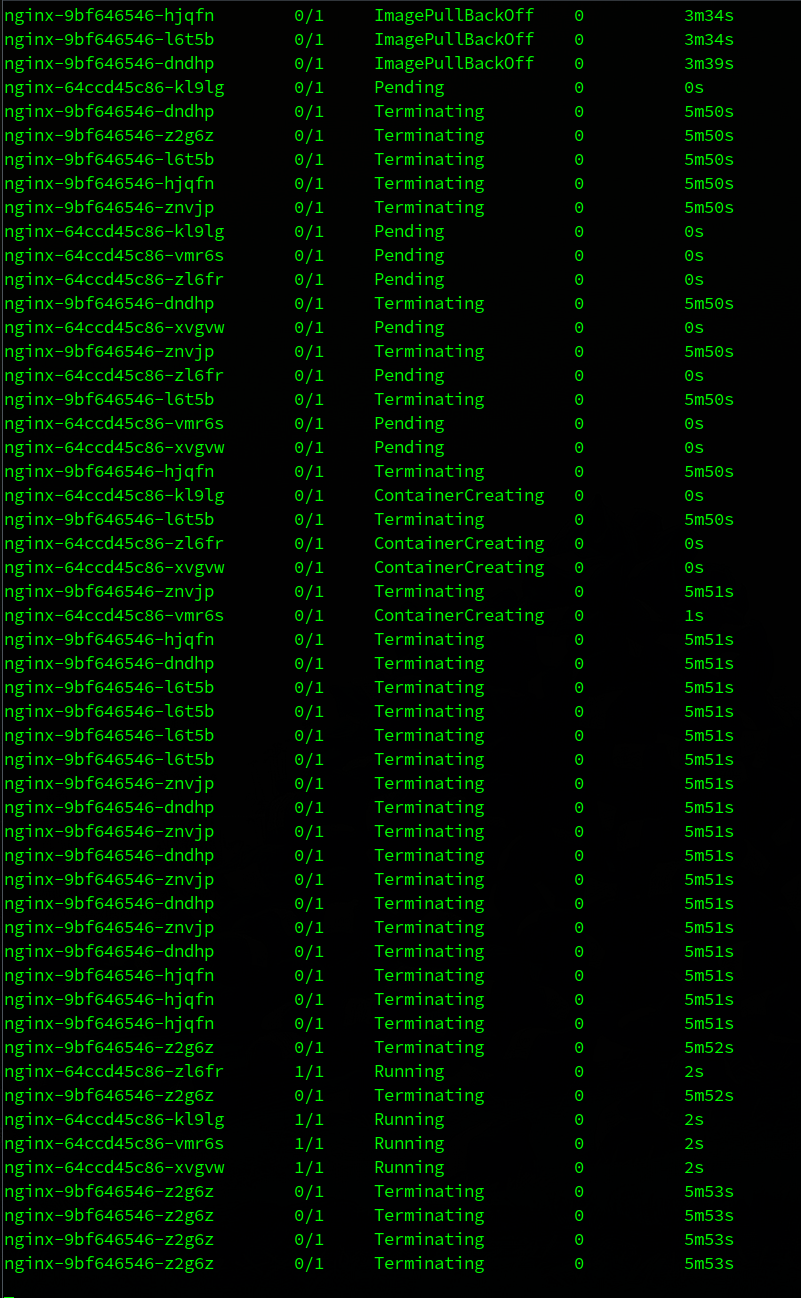 nginx-9bf646546-hjqfn 0/1 ImagePullBackOff 0 3m34s
nginx-9bf646546-l6t5b 0/1 ImagePullBackOff 0 3m34s
nginx-9bf646546-dndhp 0/1 ImagePullBackOff 0 3m39s
nginx-64ccd45c86-kl9lg 0/1 Pending 0 0s
nginx-9bf646546-dndhp 0/1 Terminating 0 5m50s
nginx-9bf646546-z2g6z 0/1 Terminating 0 5m50s
nginx-9bf646546-l6t5b 0/1 Terminating 0 5m50s
nginx-9bf646546-hjqfn 0/1 Terminating 0 5m50s
nginx-9bf646546-znvjp 0/1 Terminating 0 5m50s
nginx-64ccd45c86-kl9lg 0/1 Pending 0 0s
nginx-64ccd45c86-vmr6s 0/1 Pending 0 0s
nginx-64ccd45c86-zl6fr 0/1 Pending 0 0s
nginx-9bf646546-dndhp 0/1 Terminating 0 5m50s
nginx-64ccd45c86-xvgvw 0/1 Pending 0 0s
nginx-9bf646546-znvjp 0/1 Terminating 0 5m50s
nginx-64ccd45c86-zl6fr 0/1 Pending 0 0s
nginx-9bf646546-l6t5b 0/1 Terminating 0 5m50s
nginx-64ccd45c86-vmr6s 0/1 Pending 0 0s
nginx-64ccd45c86-xvgvw 0/1 Pending 0 0s
nginx-9bf646546-hjqfn 0/1 Terminating 0 5m50s
nginx-64ccd45c86-kl9lg 0/1 ContainerCreating 0 0s
nginx-9bf646546-l6t5b 0/1 Terminating 0 5m50s
nginx-64ccd45c86-zl6fr 0/1 ContainerCreating 0 0s
nginx-64ccd45c86-xvgvw 0/1 ContainerCreating 0 0s
nginx-9bf646546-znvjp 0/1 Terminating 0 5m51s
nginx-64ccd45c86-vmr6s 0/1 ContainerCreating 0 1s
nginx-9bf646546-hjqfn 0/1 Terminating 0 5m51s
nginx-9bf646546-dndhp 0/1 Terminating 0 5m51s
nginx-9bf646546-l6t5b 0/1 Terminating 0 5m51s
nginx-9bf646546-l6t5b 0/1 Terminating 0 5m51s
nginx-9bf646546-l6t5b 0/1 Terminating 0 5m51s
nginx-9bf646546-l6t5b 0/1 Terminating 0 5m51s
nginx-9bf646546-znvjp 0/1 Terminating 0 5m51s
nginx-9bf646546-dndhp 0/1 Terminating 0 5m51s
nginx-9bf646546-znvjp 0/1 Terminating 0 5m51s
nginx-9bf646546-dndhp 0/1 Terminating 0 5m51s
nginx-9bf646546-znvjp 0/1 Terminating 0 5m51s
nginx-9bf646546-dndhp 0/1 Terminating 0 5m51s
nginx-9bf646546-znvjp 0/1 Terminating 0 5m51s
nginx-9bf646546-dndhp 0/1 Terminating 0 5m51s
nginx-9bf646546-hjqfn 0/1 Terminating 0 5m51s
nginx-9bf646546-hjqfn 0/1 Terminating 0 5m51s
nginx-9bf646546-hjqfn 0/1 Terminating 0 5m51s
nginx-9bf646546-z2g6z 0/1 Terminating 0 5m52s
nginx-64ccd45c86-zl6fr 1/1 Running 0 2s
nginx-9bf646546-z2g6z 0/1 Terminating 0 5m52s
nginx-64ccd45c86-kl9lg 1/1 Running 0 2s
nginx-64ccd45c86-vmr6s 1/1 Running 0 2s
nginx-64ccd45c86-xvgvw 1/1 Running 0 2s
nginx-9bf646546-z2g6z 0/1 Terminating 0 5m53s
nginx-9bf646546-z2g6z 0/1 Terminating 0 5m53s
nginx-9bf646546-z2g6z 0/1 Terminating 0 5m53s
nginx-9bf646546-z2g6z 0/1 Terminating 0 5m53s